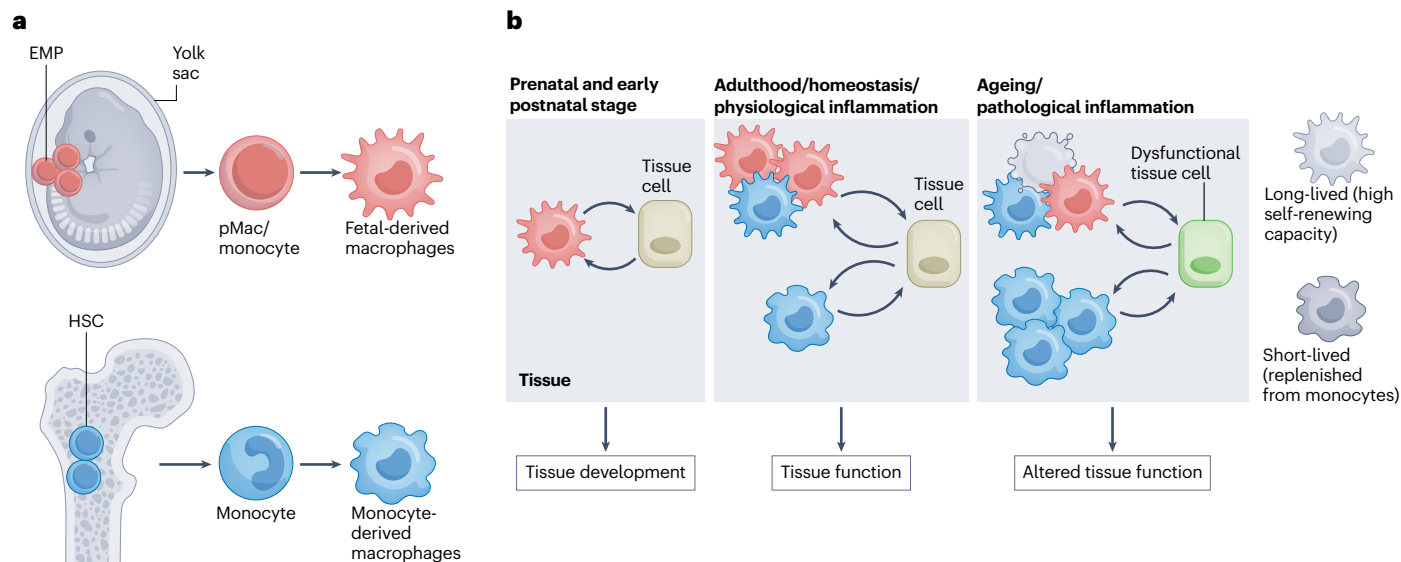 a
EMP
Yolk
sac
pMac/
monocyte
Fetal-derived
macrophages
HSC
Monocyte
Monocyte-
derived
macrophages
b
Prenatal and early
postnatal stage
Tissue
cell
Tissue
Tissue development
Adulthood/homeostasis/
physiological inflammation
Tissue
cell
Tissue function
Ageing/
pathological inflammation
Dysfunctional
tissue cell
Altered tissue function
Long-lived (high
self-renewing
capacity)
Short-lived
(replenished
from monocytes)